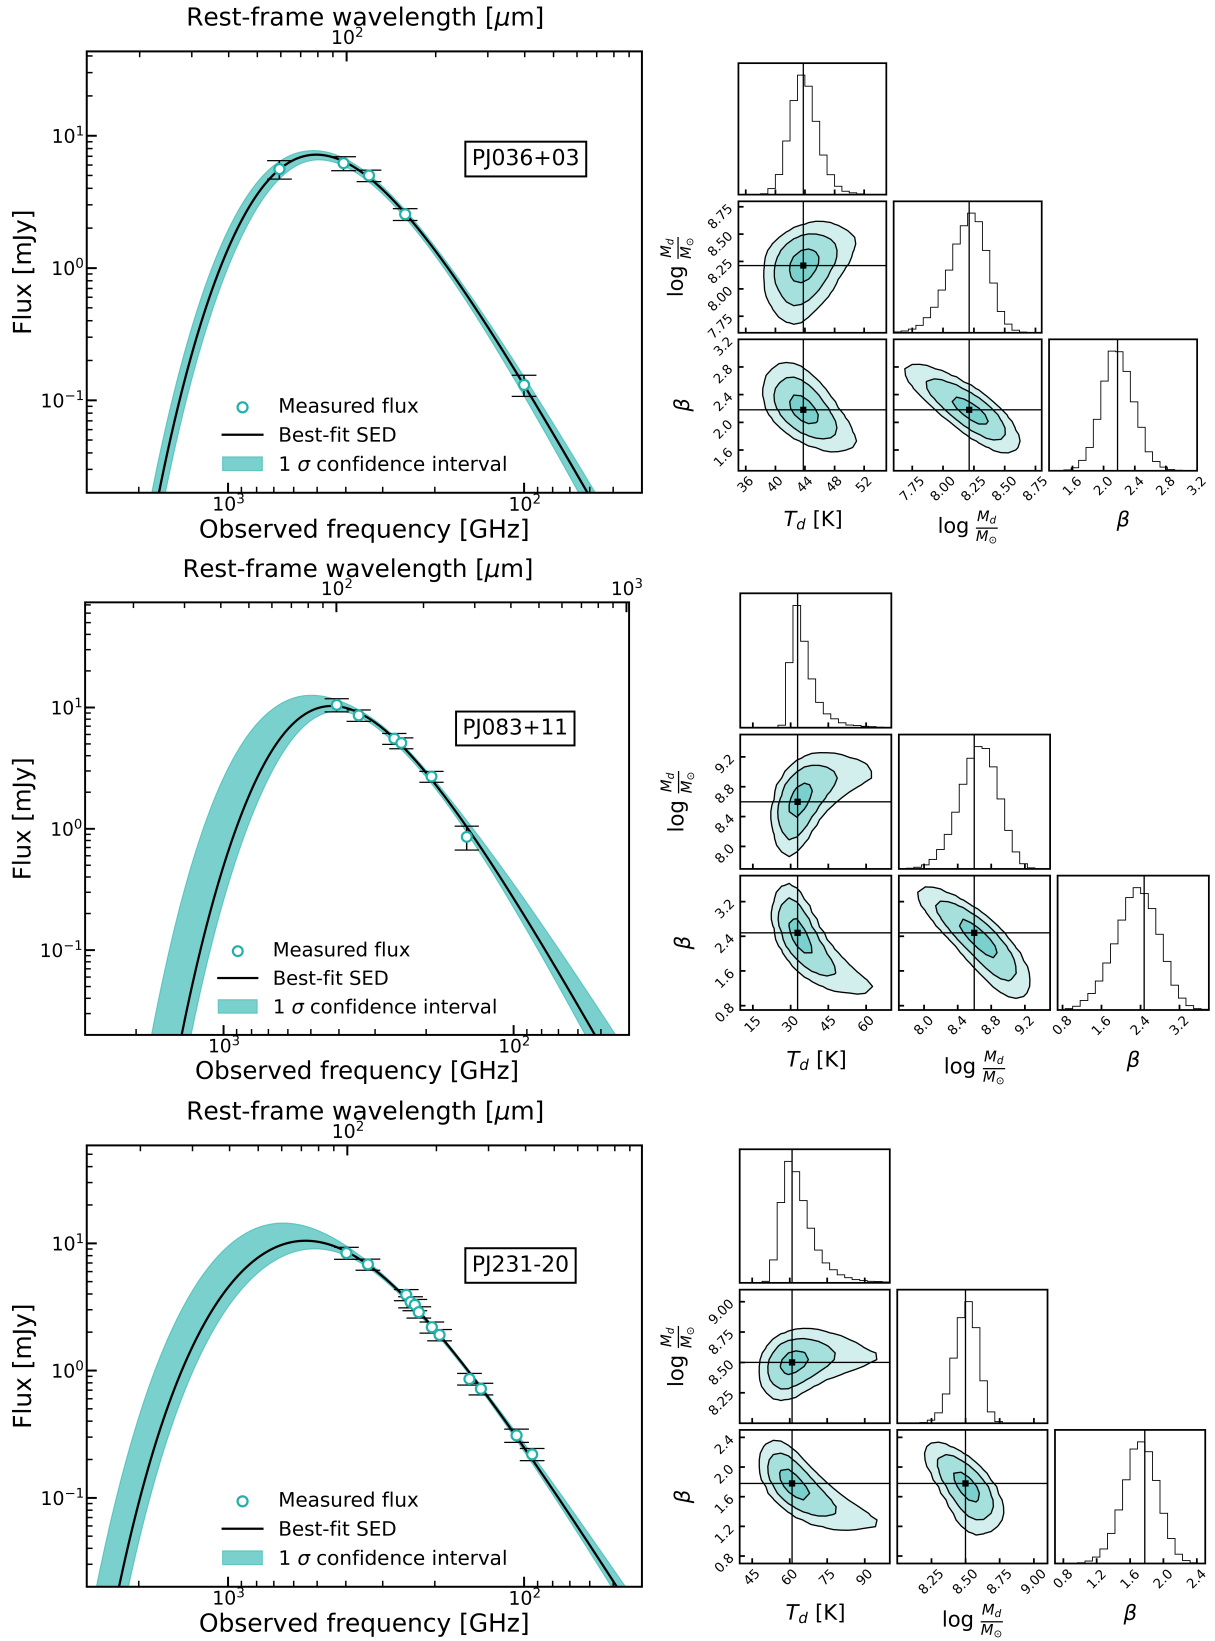 Rest-frame wavelength [μm]
10²
Flux [mJy]
10¹
10⁰
10⁻¹
PJ036+03
Measured flux
Best-fit SED
1 σ confidence interval
10³ 10²
Observed frequency [GHz]
log M_d/M_⊙
8.75
8.50
8.25
8.00
7.75
β
3.2
2.8
2.4
2.0
1.6
36 40 44 48 52
T_d [K]
7.75 8.00 8.25 8.50 8.75
log M_d/M_⊙
1.6 2.0 2.4 2.8 3.2
β
Rest-frame wavelength [μm]
10² 10³
Flux [mJy]
10¹
10⁰
10⁻¹
PJ083+11
Measured flux
Best-fit SED
1 σ confidence interval
10³ 10²
Observed frequency [GHz]
log M_d/M_⊙
9.2
8.8
8.4
8.0
β
3.2
2.4
1.6
0.8
15 30 45 60
T_d [K]
8.0 8.4 8.8 9.2
log M_d/M_⊙
0.8 1.6 2.4 3.2
β
Rest-frame wavelength [μm]
10²
Flux [mJy]
10¹
10⁰
10⁻¹
PJ231-20
Measured flux
Best-fit SED
1 σ confidence interval
10³ 10²
Observed frequency [GHz]
log M_d/M_⊙
9.00
8.75
8.50
8.25
β
2.4
2.0
1.6
1.2
0.8
45 60 75 90
T_d [K]
8.25 8.50 8.75 9.00
log M_d/M_⊙
0.8 1.2 1.6 2.0 2.4
β